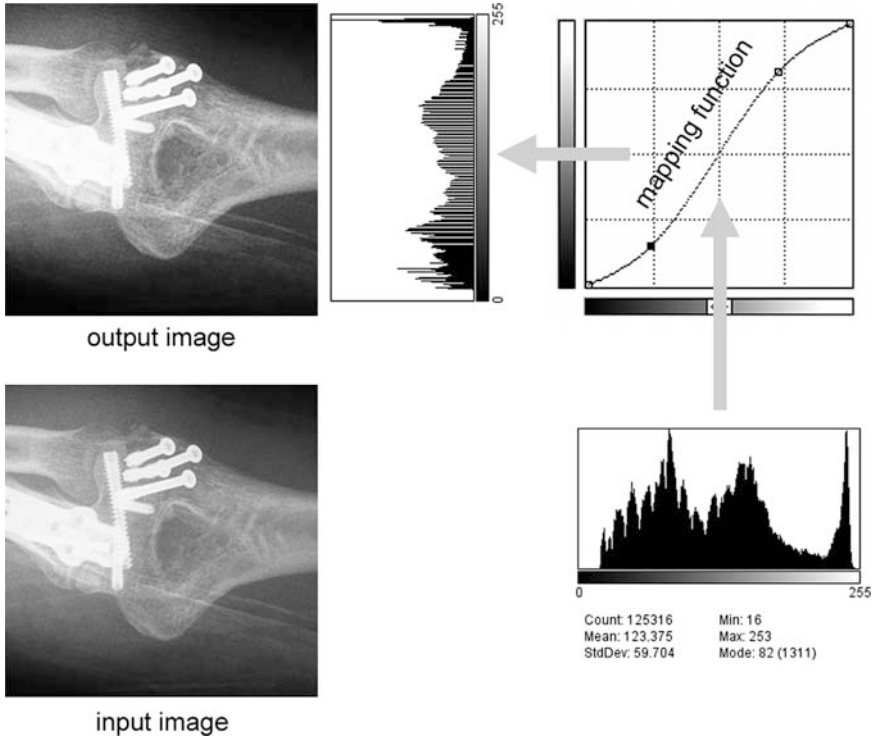 255
0
mapping function
output image
0
255
Count: 125316 Min: 16
Mean: 123.375 Max: 253
StdDev: 59.704 Mode: 82 (1311)
input image